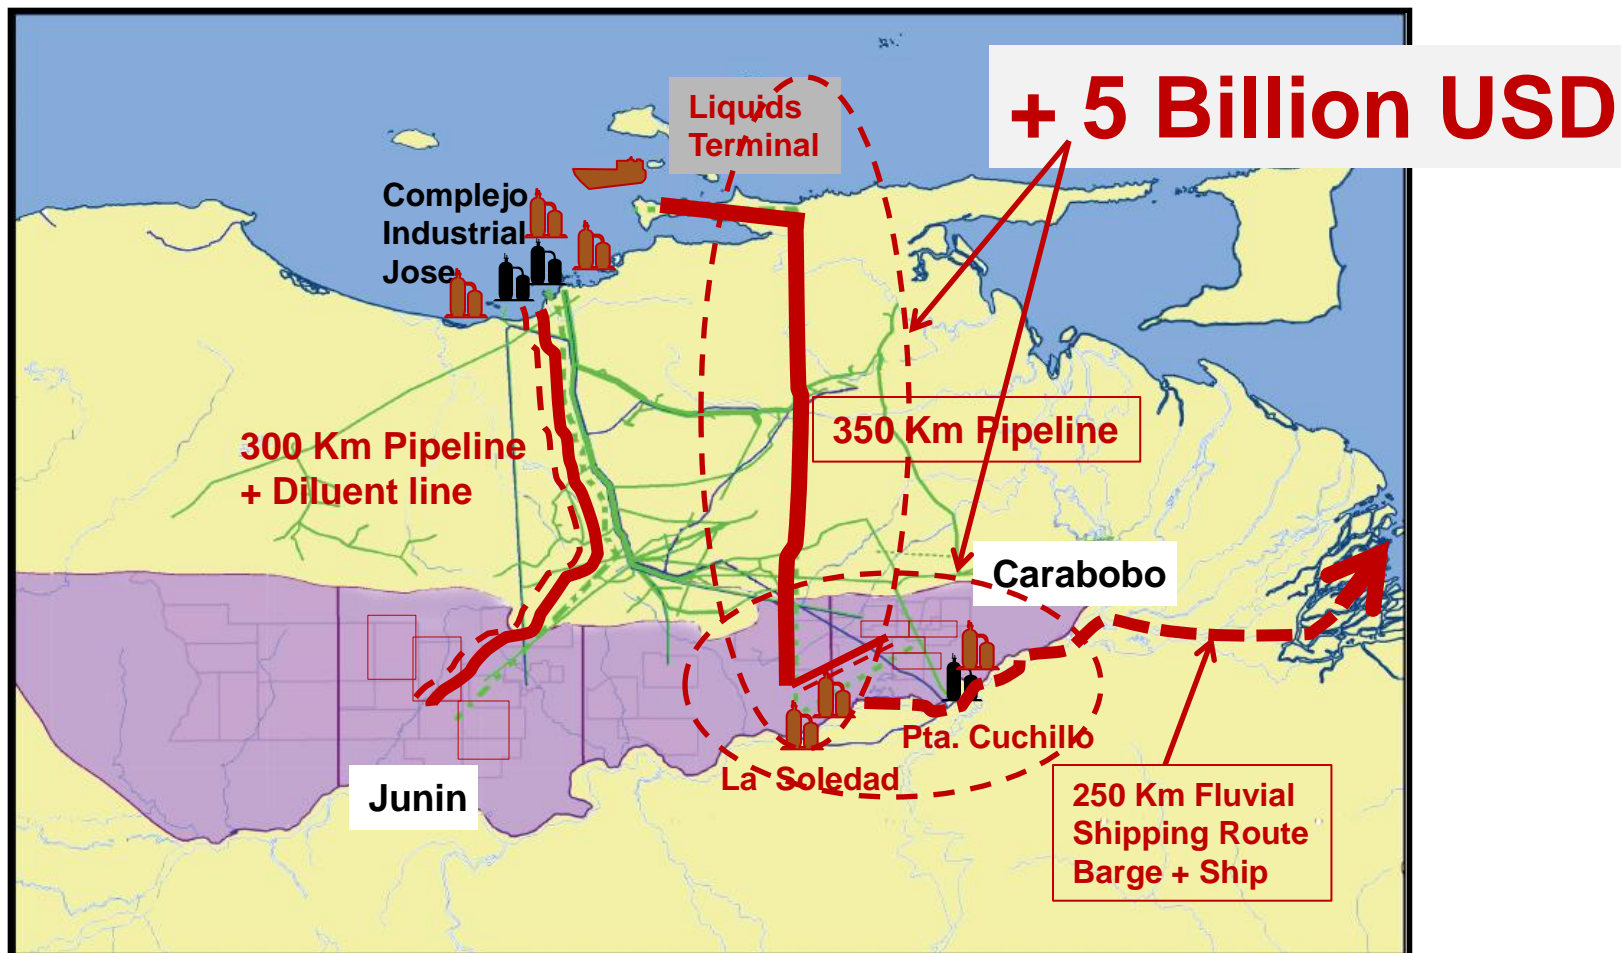 + 5 Billion USD
Liquids
Terminal
Complejo
Industrial
Jose
300 Km Pipeline
+ Diluent line
350 Km Pipeline
Carabobo
Pta. Cuchillo
La Soledad
Junin
250 Km Fluvial
Shipping Route
Barge + Ship